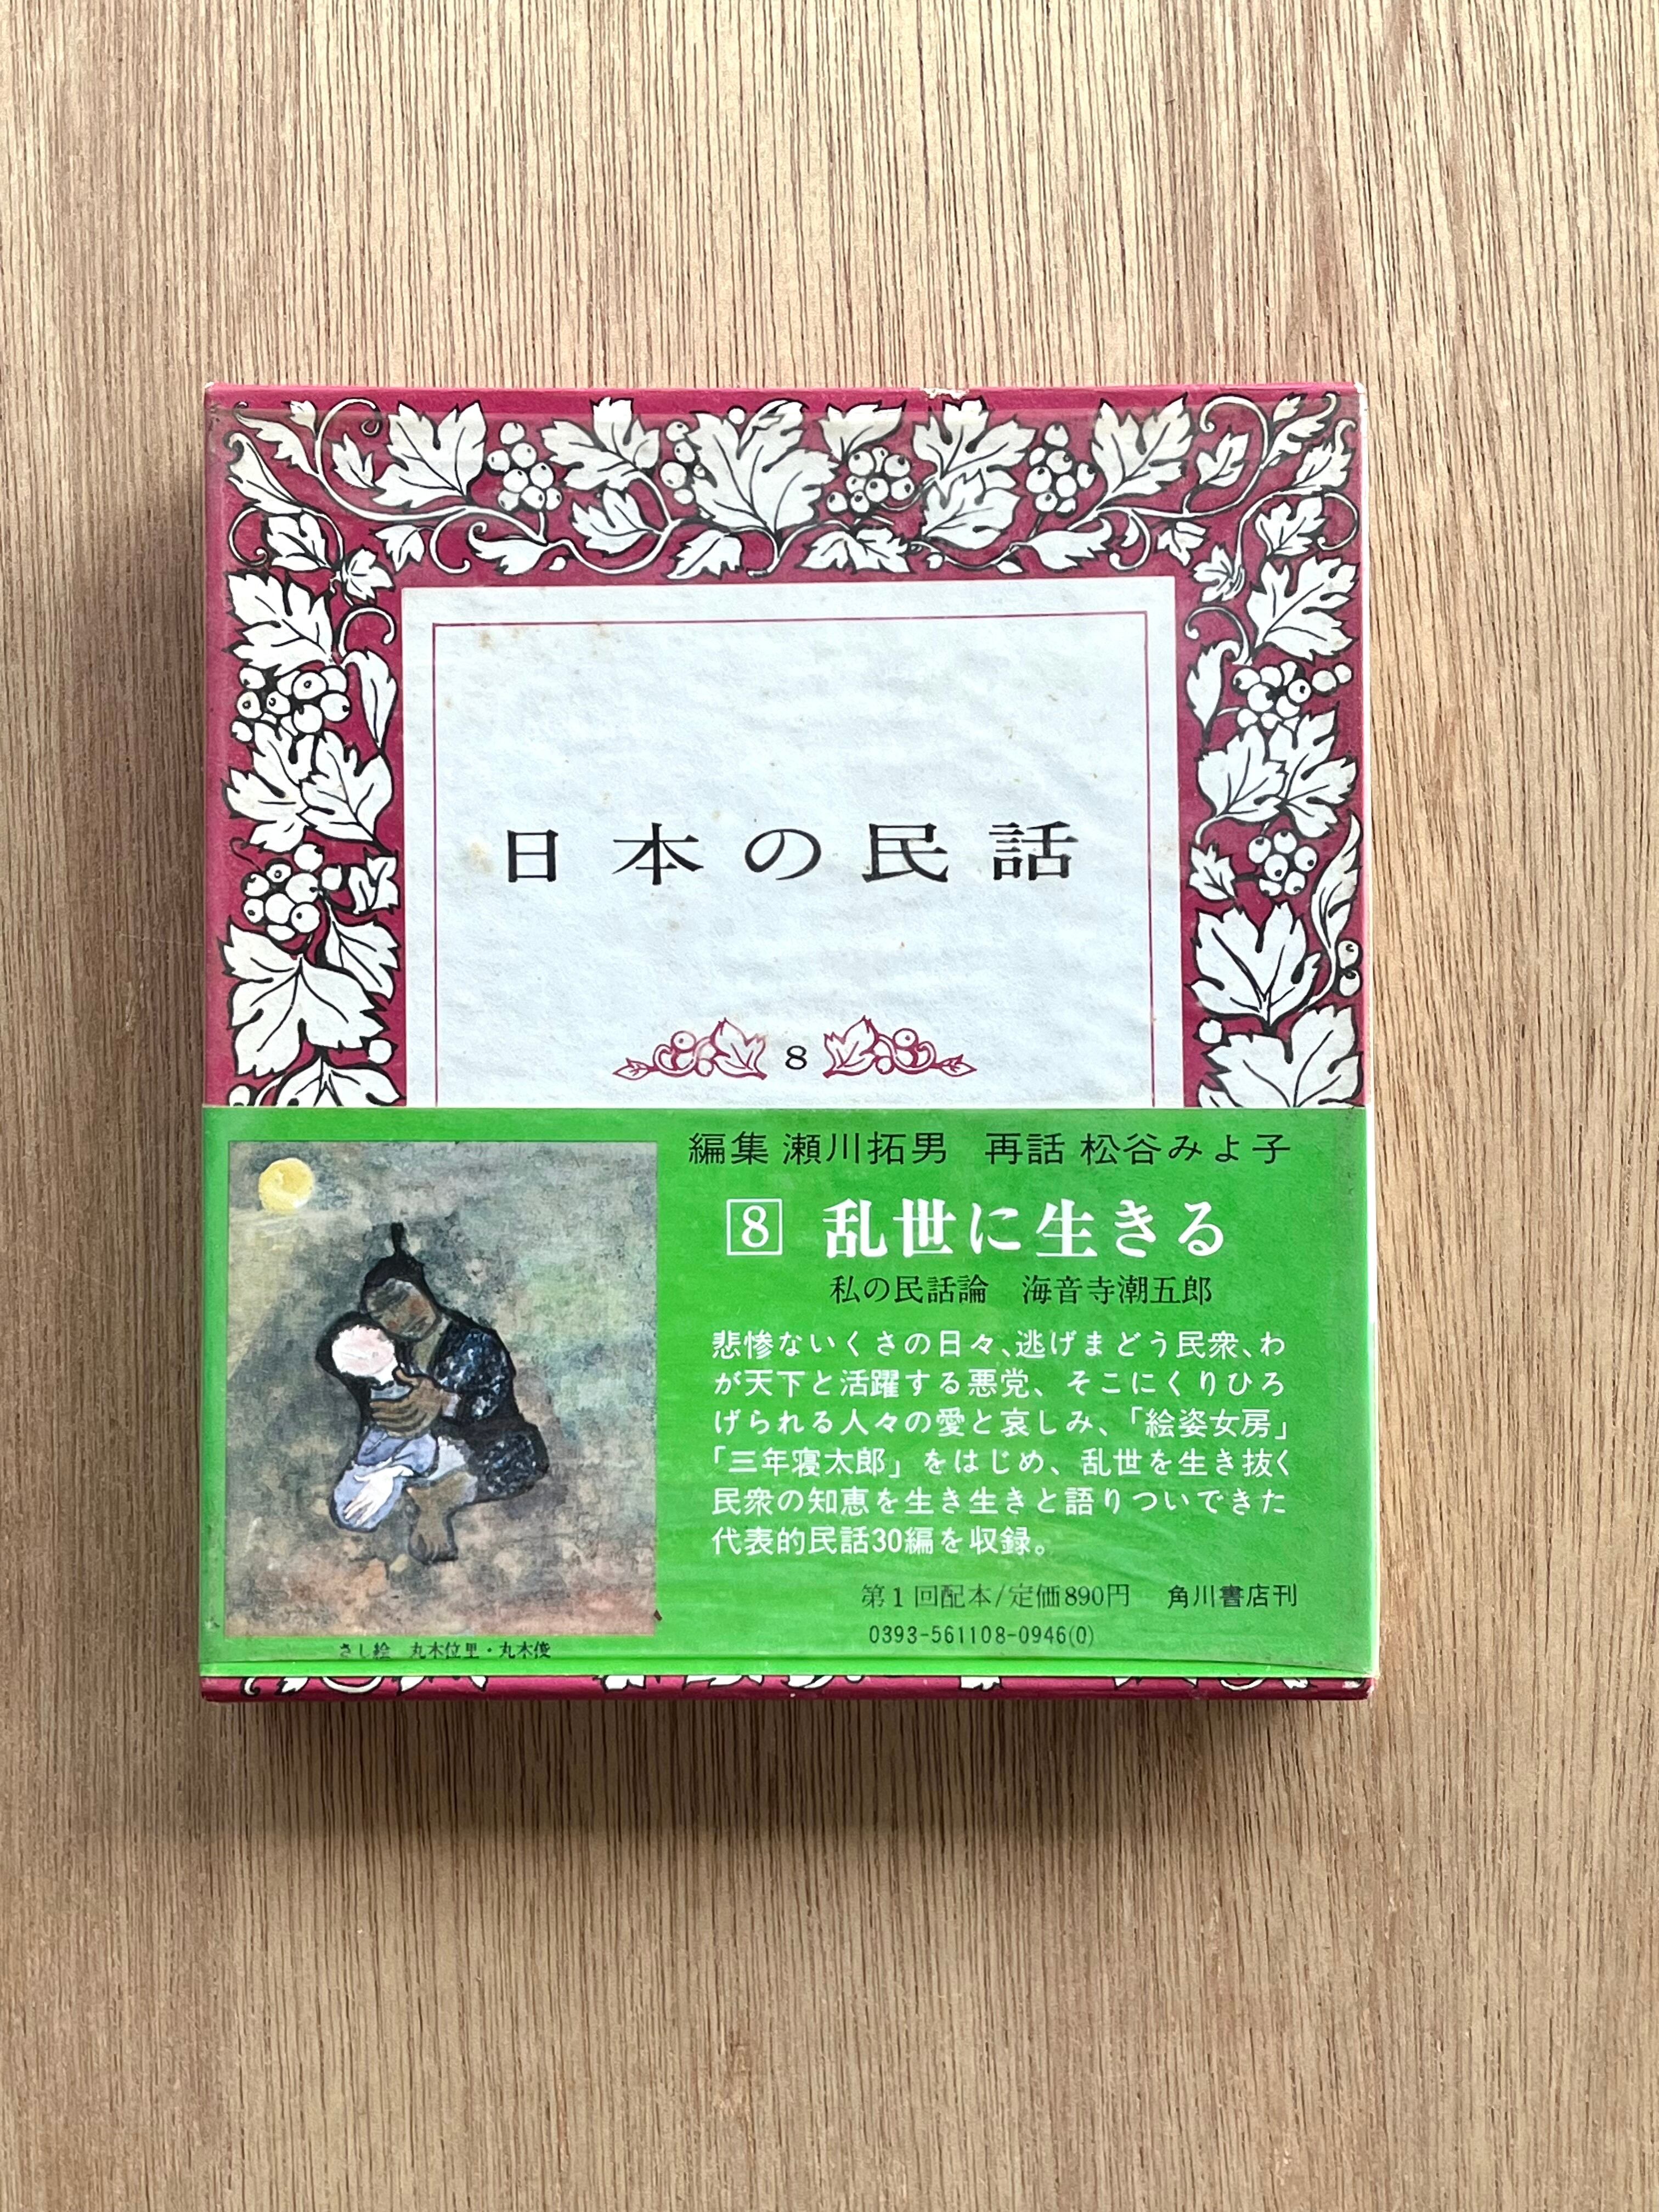 日本の民話
8
編集 瀬川拓男 再話 松谷みよ子
8 乱世に生きる
私の民話論 海音寺潮五郎
悲惨ないくさの日々、逃げまどう民衆、わ
が天下と活躍する悪党、そこにくりひろ
げられる人々の愛と哀しみ、「絵姿女房」
「三年寝太郎」をはじめ、乱世を生き抜く
民衆の知恵を生き生きと語りついできた
代表的民話30編を収録。
第1回配本/定価890円 角川書店刊
0393-561108-0946(0)
さし絵 丸木位里・丸木俊